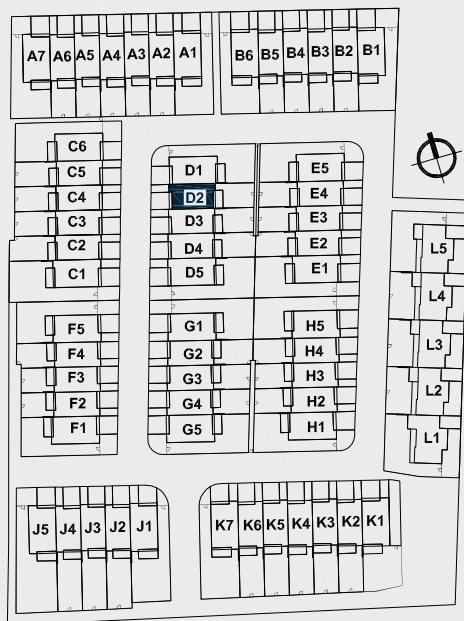 A7 A6 A5 A4 A3 A2 A1
B6 B5 B4 B3 B2 B1
C6
C5
C4
C3
C2
C1
D1
D2
D3
D4
D5
E5
E4
E3
E2
E1
L5
L4
L3
L2
L1
F5
F4
F3
F2
F1
G1
G2
G3
G4
G5
H5
H4
H3
H2
H1
J5 J4 J3 J2 J1
K7 K6 K5 K4 K3 K2 K1